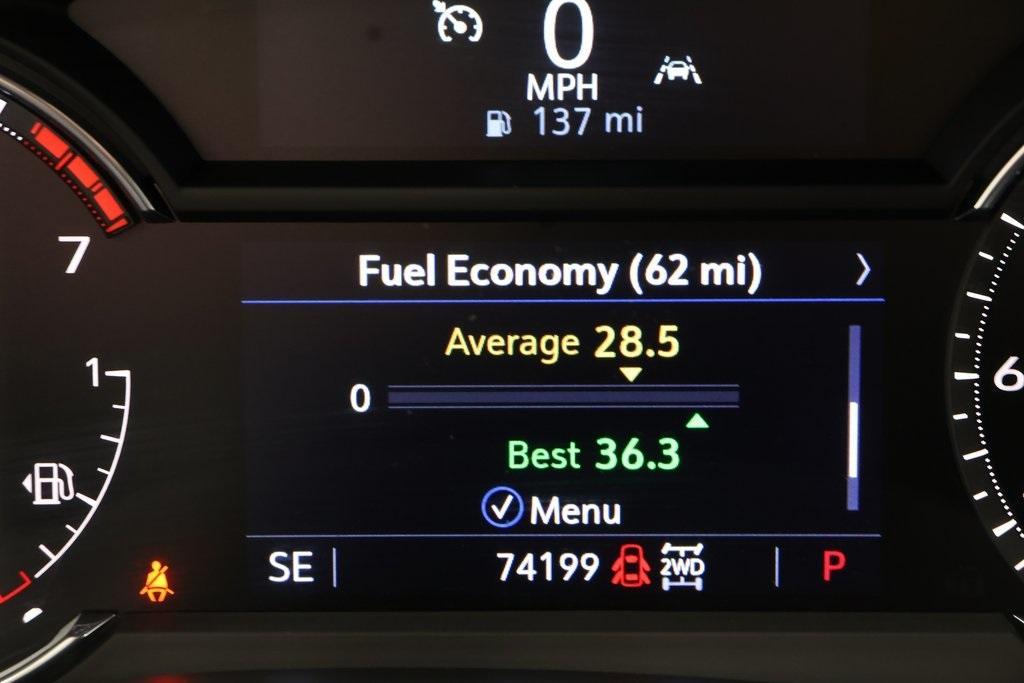 0
MPH
137 mi
7
Fuel Economy (62 mi)
Average 28.5
0
Best 36.3
Menu
1
6
SE
74199
2WD
P